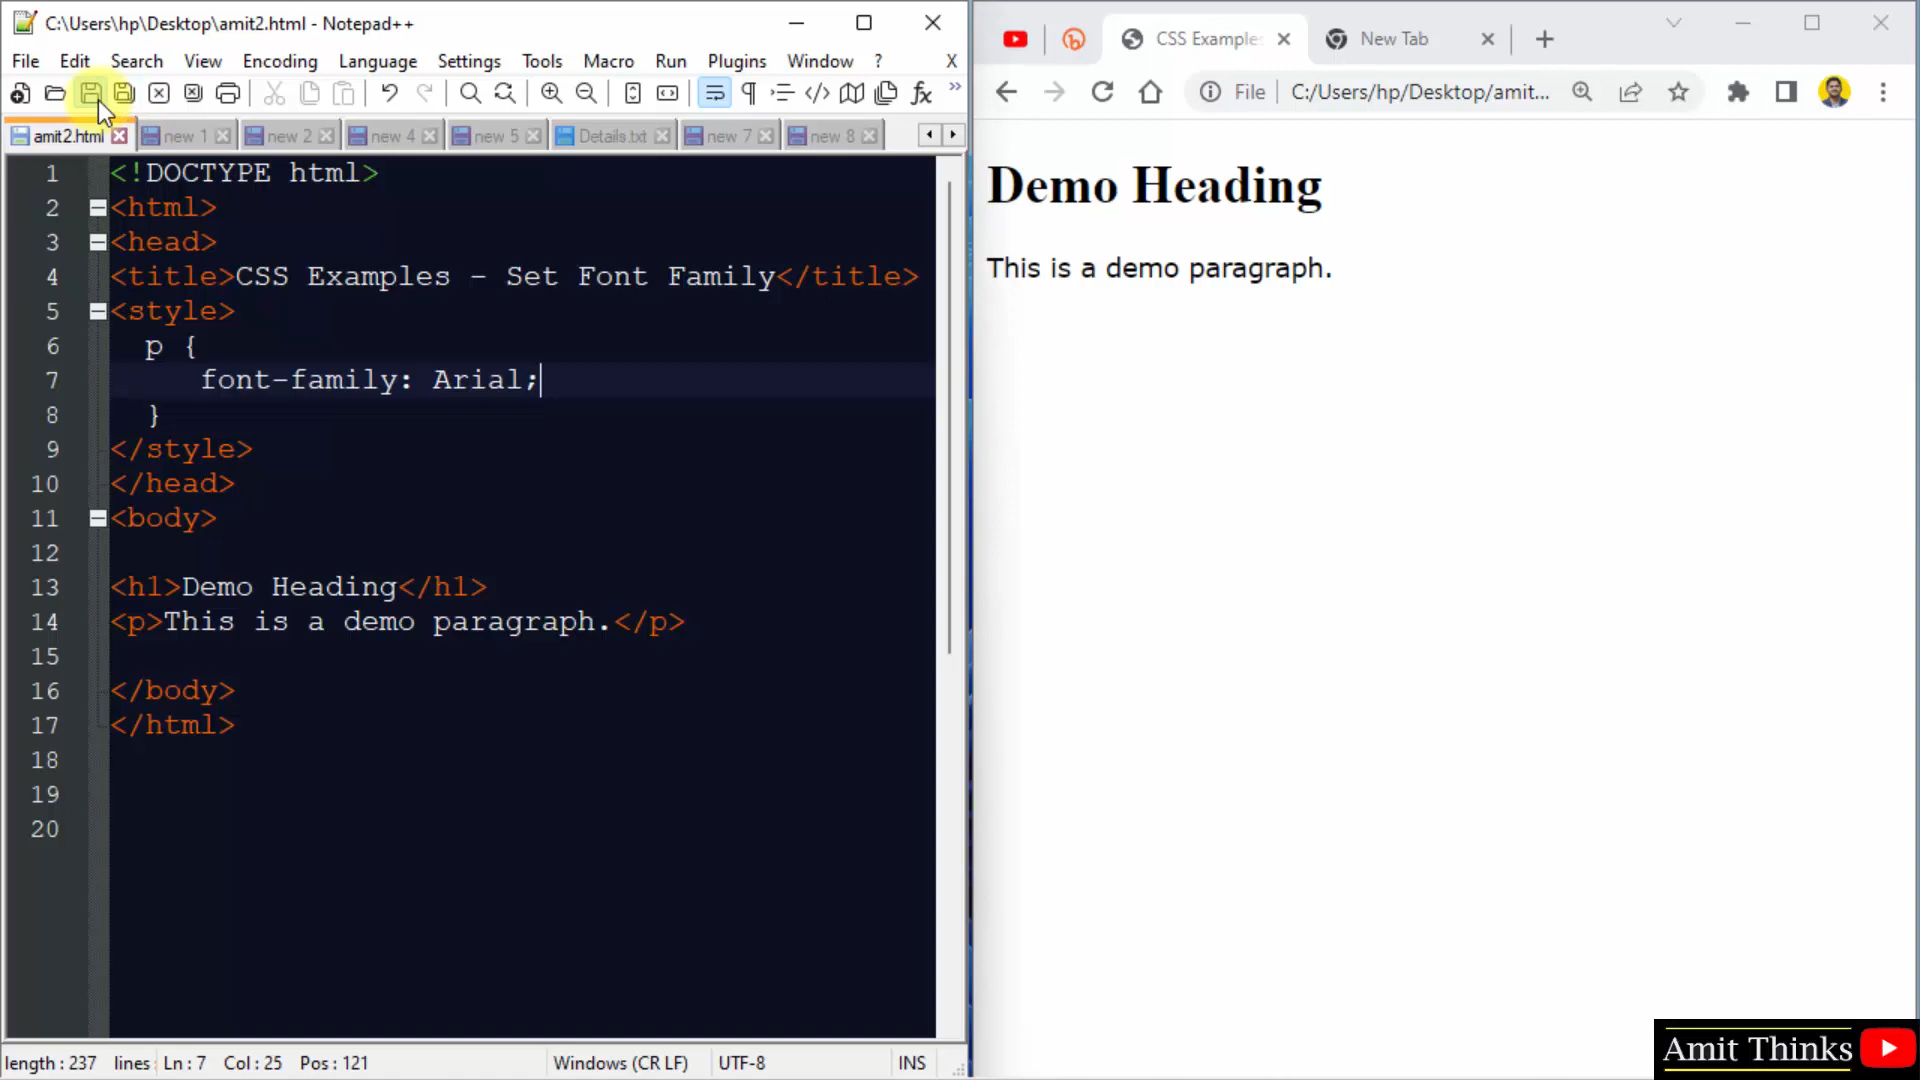 C:\Users\hp\Desktop\amit2.html - Notepad++
File Edit Search View Encoding Language Settings Tools Macro Run Plugins Window ? X
amit2.html new 1 new 2 new 4 new 5 Details.txt new 7 new 8
1 <!DOCTYPE html>
2 <html>
3 <head>
4 <title>CSS Examples - Set Font Family</title>
5 <style>
6 p {
7 font-family: Arial;
8 }
9 </style>
10 </head>
11 <body>
12
13 <h1>Demo Heading</h1>
14 <p>This is a demo paragraph.</p>
15
16 </body>
17 </html>
18
19
20
length : 237 lines : Ln : 7 Col : 25 Pos : 121 Windows (CR LF) UTF-8 INS
CSS Examples New Tab
File C:/Users/hp/Desktop/amit...
Demo Heading
This is a demo paragraph.
Amit Thinks